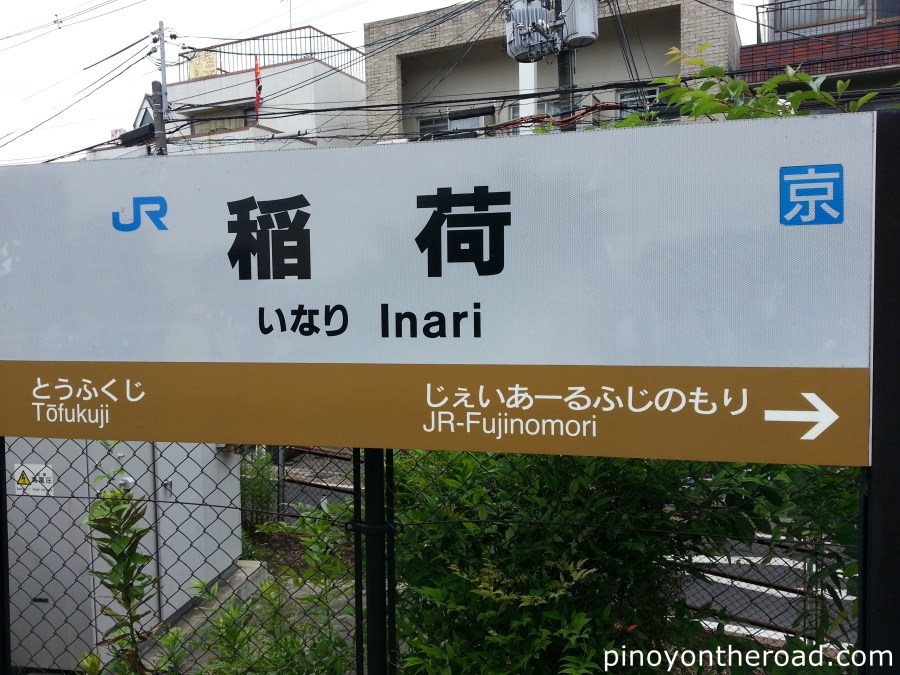 JR 稲荷 京
いなり Inari
とうふくじ じぇいあーるふじのもり →
Tōfukuji JR-Fujinomori
pinoyontheroad.com